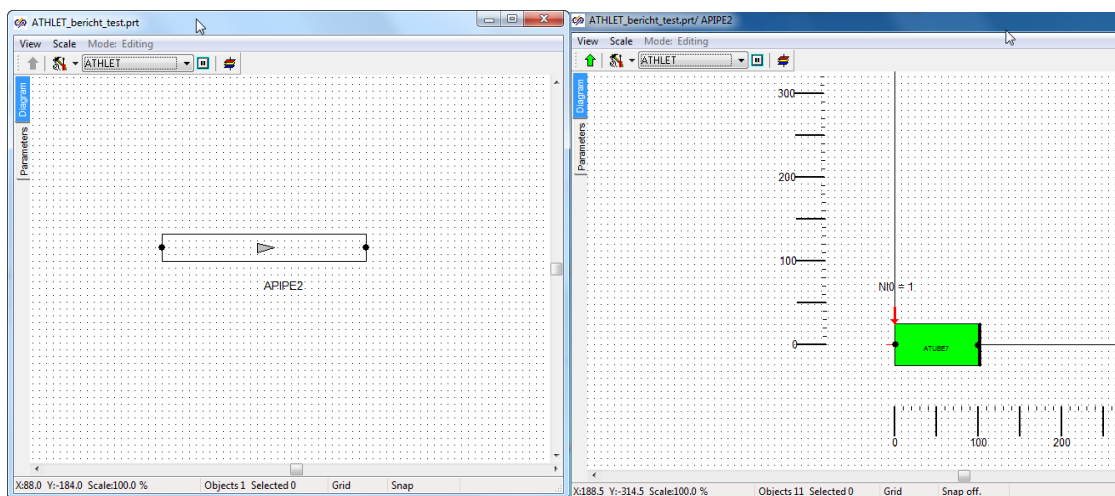 ATHLET_bericht_test.prt
View Scale Mode: Editing
ATHLET
Diagram
Parameters
APIPE2
X:88.0 Y:-184.0 Scale:100.0 % Objects 1 Selected 0 Grid Snap
ATHLET_bericht_test.prt/ APIPE2
View Scale Mode: Editing
ATHLET
Diagram
Parameters
300
200
100
Nt0 = 1
0
ATUBE7
0 100 200
X:188.5 Y:-314.5 Scale:100.0 % Objects 11 Selected 0 Grid Snap off.